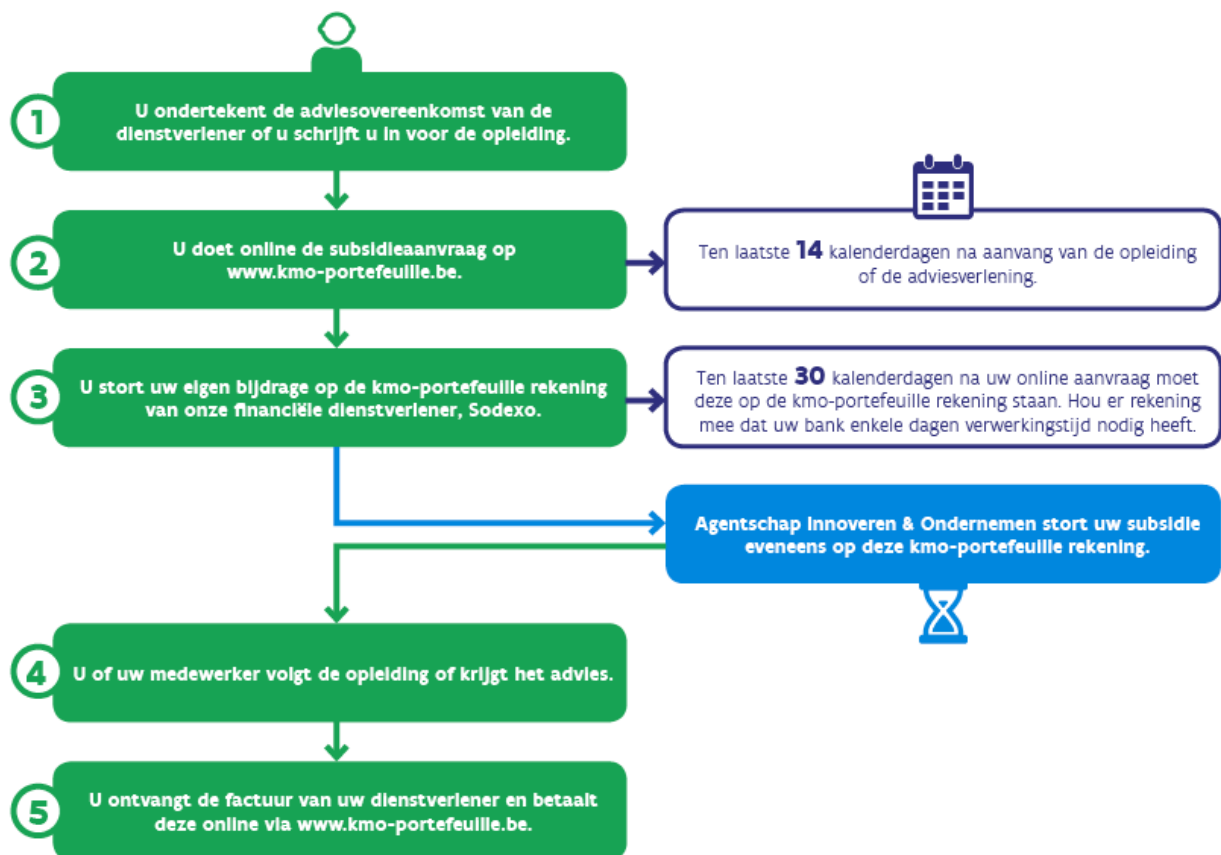 1
U ondertekent de adviesovereenkomst van de
dienstverlener of u schrijft u in voor de opleiding.
2
U doet online de subsidieaanvraag op
www.kmo-portefeuille.be.
Ten laatste 14 kalenderdagen na aanvang van de opleiding
of de adviesverlening.
3
U stort uw eigen bijdrage op de kmo-portefeuille rekening
van onze financiële dienstverlener, Sodexo.
Ten laatste 30 kalenderdagen na uw online aanvraag moet
deze op de kmo-portefeuille rekening staan. Hou er rekening
mee dat uw bank enkele dagen verwerkingstijd nodig heeft.
Agentschap Innoveren & Ondernemen stort uw subsidie
eveneens op deze kmo-portefeuille rekening.
4
U of uw medewerker volgt de opleiding of krijgt het advies.
5
U ontvangt de factuur van uw dienstverlener en betaalt
deze online via www.kmo-portefeuille.be.